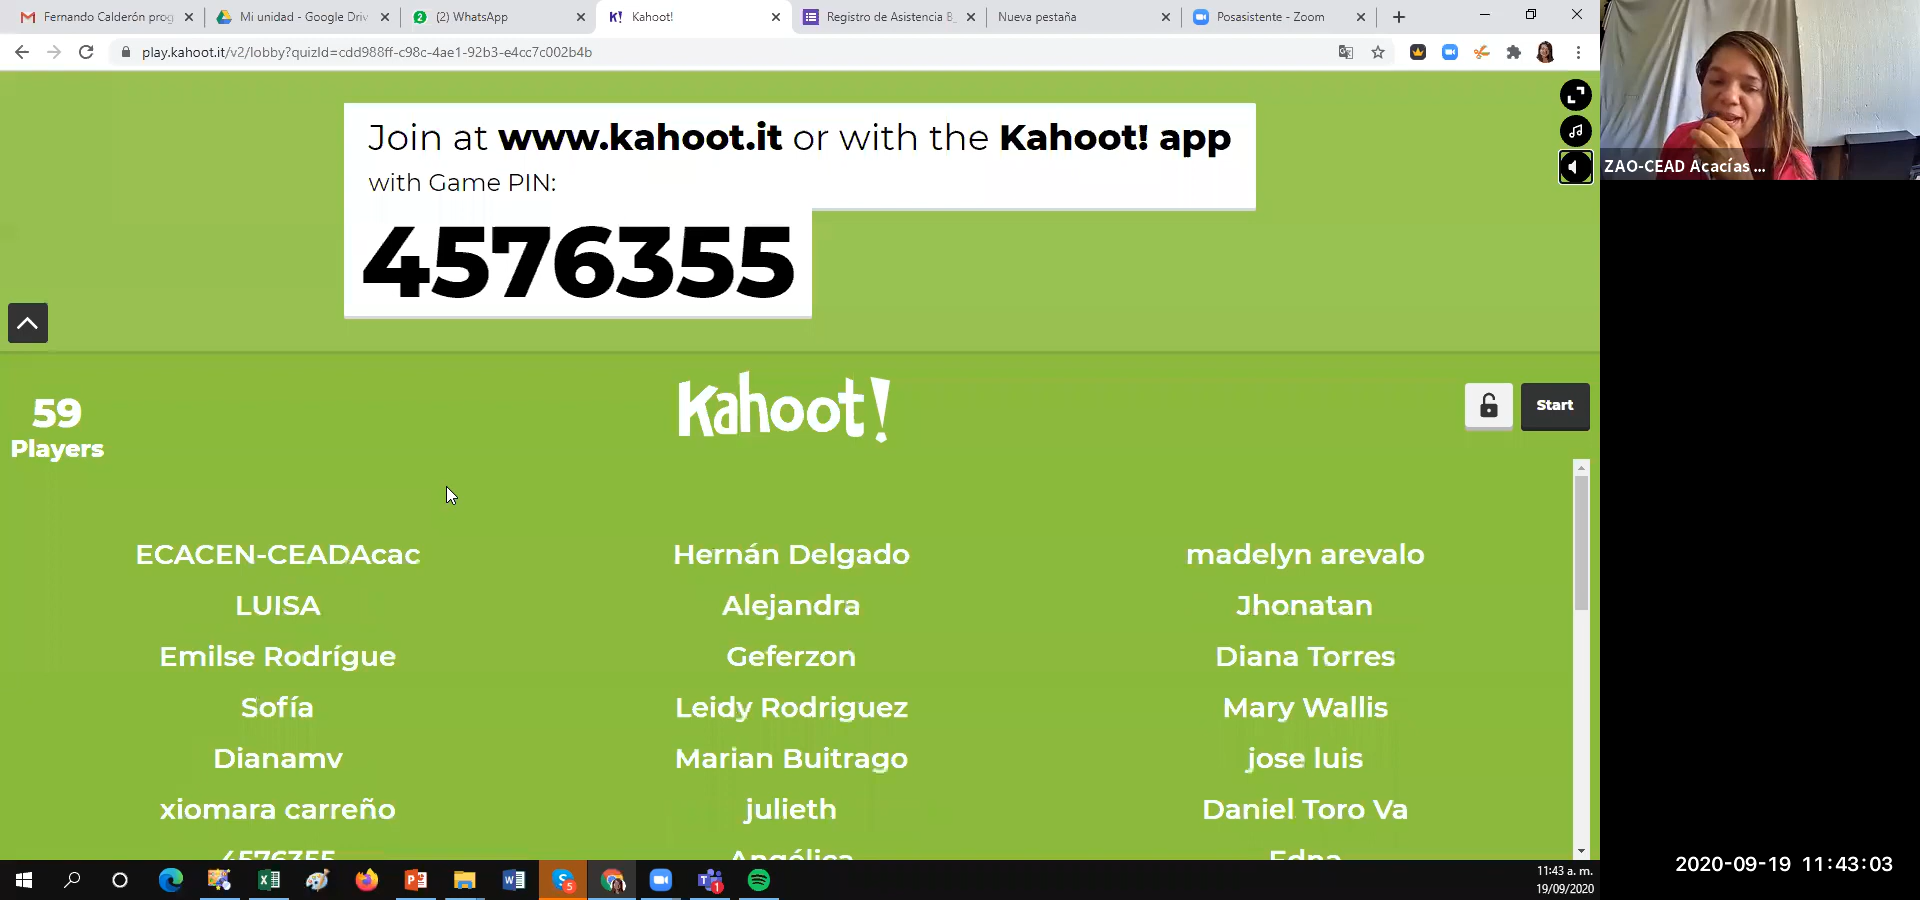 Fernando Calderón prog
Mi unidad - Google Driv
(2) WhatsApp
Kahoot!
Registro de Asistencia B_
Nueva pestaña
Posasistente - Zoom
play.kahoot.it/v2/lobby?quizId=cdd988ff-c98c-4ae1-92b3-e4cc7c002b4b
Join at www.kahoot.it or with the Kahoot! app
with Game PIN:
4576355
ZAO-CEAD Acacías ...
59
Players
Kahoot!
Start
ECACEN-CEADAcac
Hernán Delgado
madelyn arevalo
LUISA
Alejandra
Jhonatan
Emilse Rodrígue
Geferzon
Diana Torres
Sofía
Leidy Rodriguez
Mary Wallis
Dianamv
Marian Buitrago
jose luis
xiomara carreño
julieth
Daniel Toro Va
4576355
Angélica
Edna
11:43 a. m.
19/09/2020
2020-09-19 11:43:03